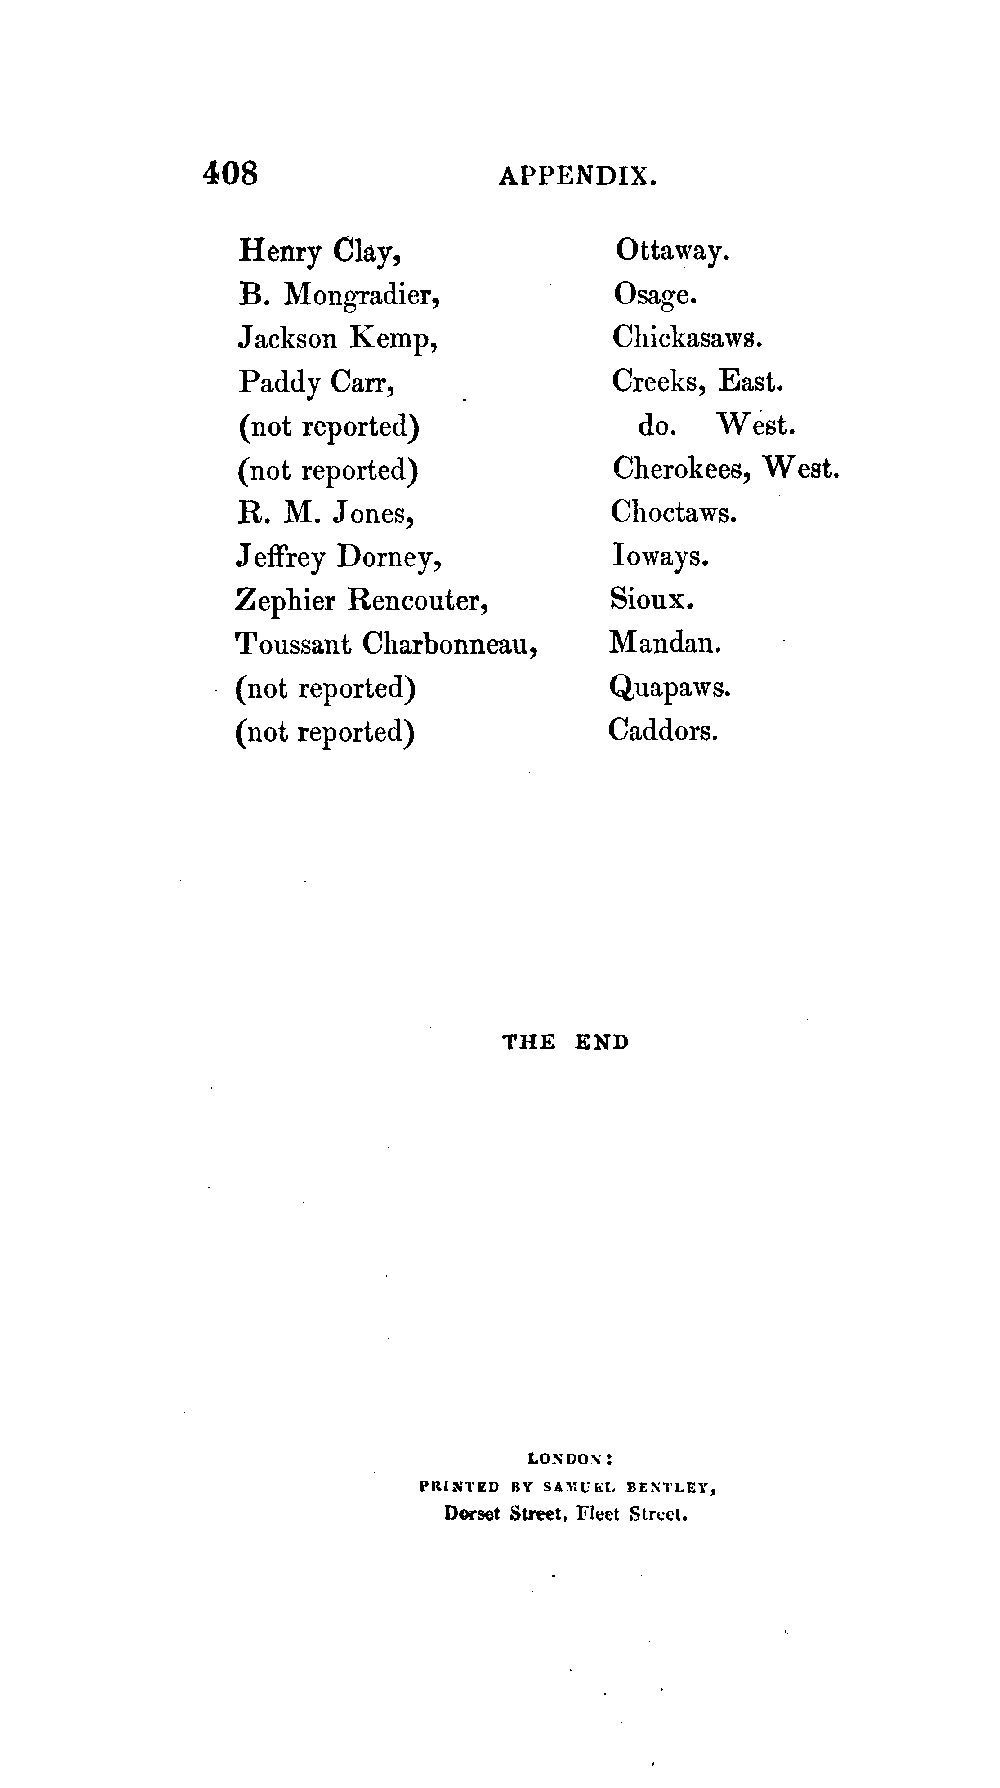 408 APPENDIX.
Henry Clay, Ottaway.
B. Mongradier, Osage.
Jackson Kemp, Chickasaws.
Paddy Carr, Creeks, East.
(not reported) do. West.
(not reported) Cherokees, West.
R. M. Jones, Choctaws.
Jeffrey Dorney, Ioways.
Zephier Rencouter, Sioux.
Toussant Charbonneau, Mandan.
(not reported) Quapaws.
(not reported) Caddors.
THE END
LONDON:
PRINTED BY SAMUEL BENTLEY,
Dorset Street, Fleet Street.